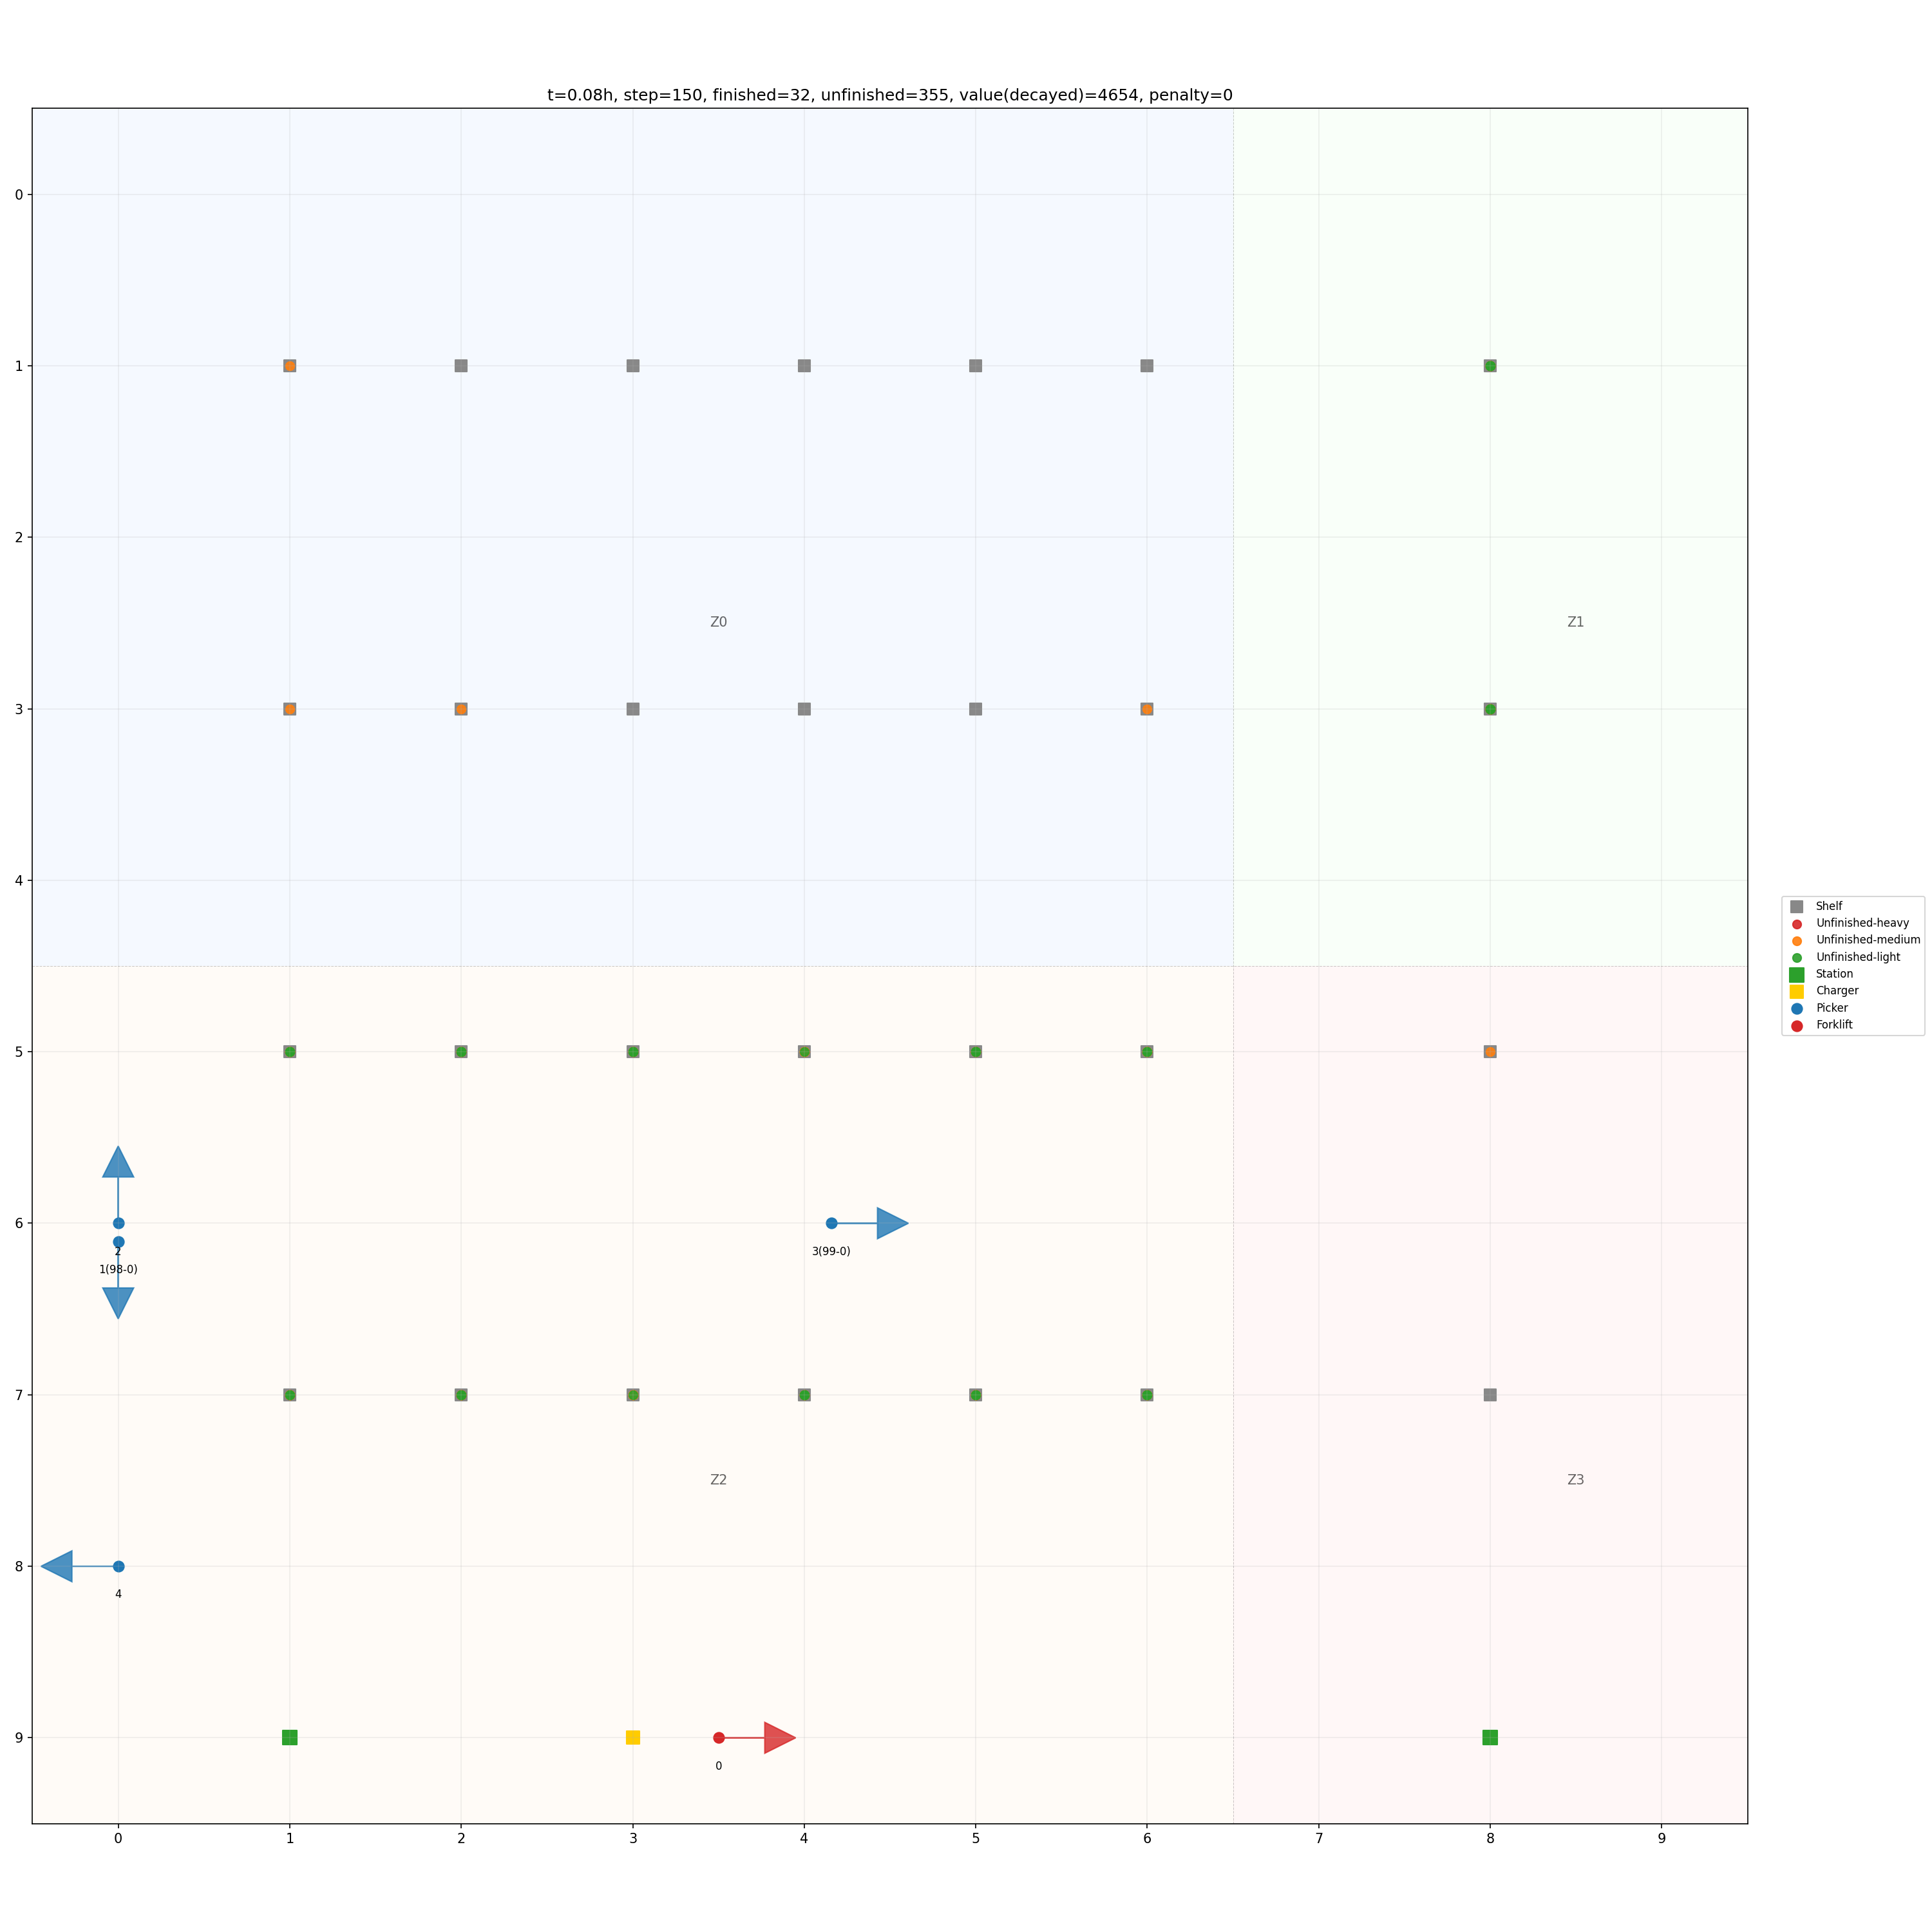 t=0.08h, step=150, finished=32, unfinished=355, value(decayed)=4654, penalty=0
0
1
2
3
4
5
6
7
8
9
Z0
Z1
Z2
Z3
2
1(98-0)
3(99-0)
4
0
0 1 2 3 4 5 6 7 8 9
Shelf
Unfinished-heavy
Unfinished-medium
Unfinished-light
Station
Charger
Picker
Forklift